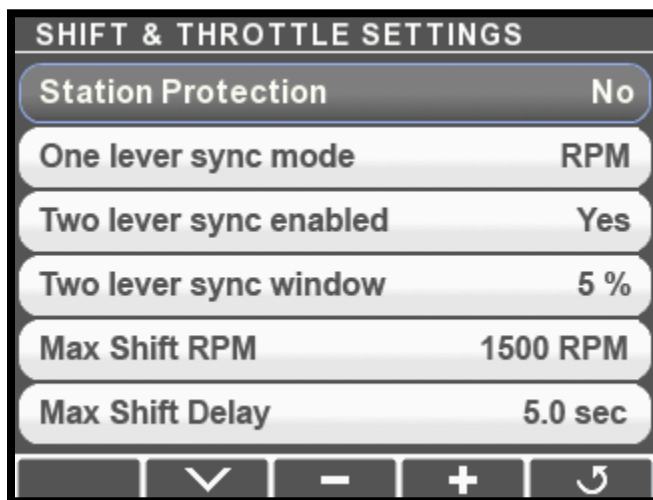 SHIFT & THROTTLE SETTINGS
Station Protection No
One lever sync mode RPM
Two lever sync enabled Yes
Two lever sync window 5 %
Max Shift RPM 1500 RPM
Max Shift Delay 5.0 sec